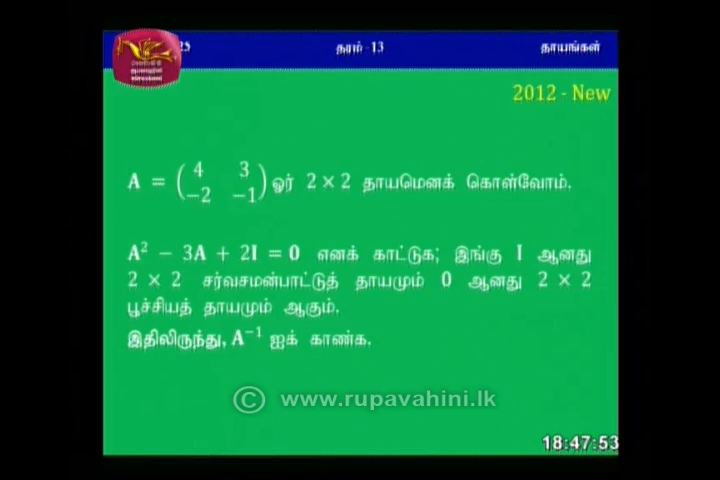 25 தரம் -13 தாயங்கள்
2012 - New
A = (4 3
-2 -1) ஓர் 2 × 2 தாயமெனக் கொள்வோம்.
A² − 3A + 2I = 0 எனக் காட்டுக; இங்கு I ஆனது
2 × 2 சர்வசமன்பாட்டுத் தாயமும் 0 ஆனது 2 × 2
பூச்சியத் தாயமும் ஆகும்.
இதிலிருந்து, A⁻¹ ஐக் காண்க.
© www.rupavahini.lk
18:47:53